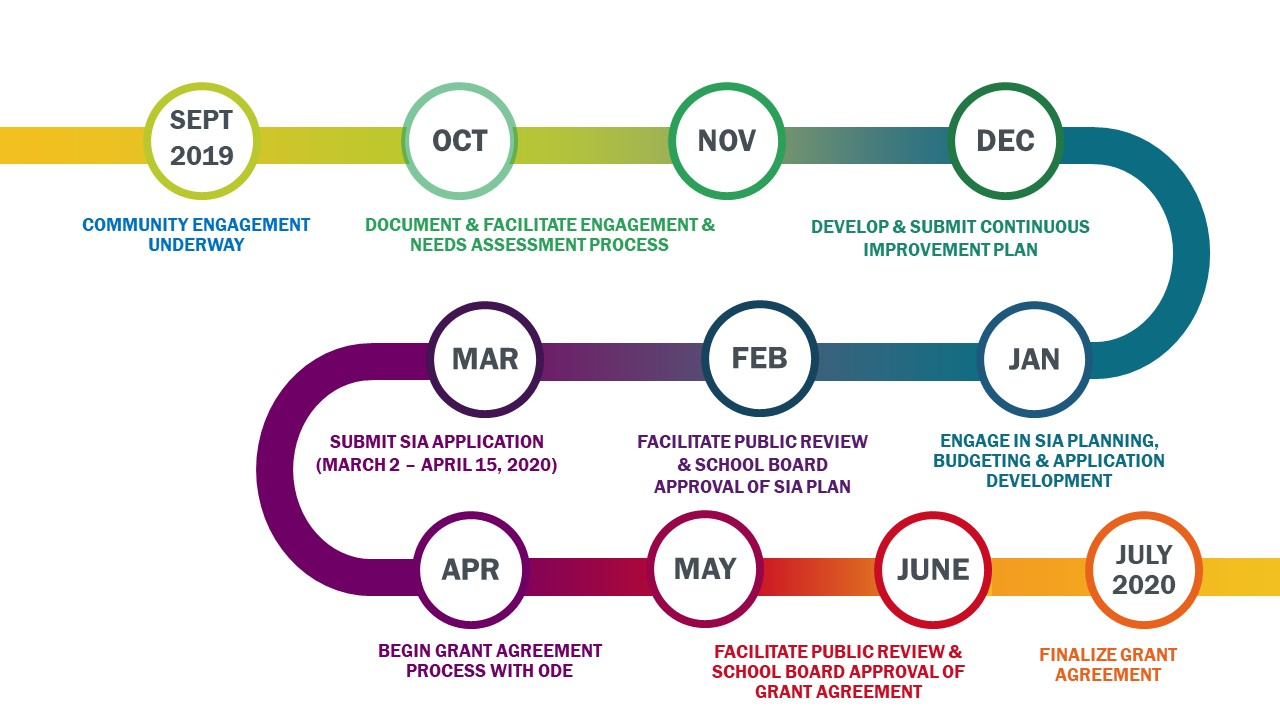 SEPT
2019
OCT
NOV
DEC
COMMUNITY ENGAGEMENT
UNDERWAY
DOCUMENT & FACILITATE ENGAGEMENT &
NEEDS ASSESSMENT PROCESS
DEVELOP & SUBMIT CONTINUOUS
IMPROVEMENT PLAN
MAR
FEB
JAN
SUBMIT SIA APPLICATION
(MARCH 2 – APRIL 15, 2020)
FACILITATE PUBLIC REVIEW
& SCHOOL BOARD
APPROVAL OF SIA PLAN
ENGAGE IN SIA PLANNING,
BUDGETING & APPLICATION
DEVELOPMENT
APR
MAY
JUNE
JULY
2020
BEGIN GRANT AGREEMENT
PROCESS WITH ODE
FACILITATE PUBLIC REVIEW &
SCHOOL BOARD APPROVAL OF
GRANT AGREEMENT
FINALIZE GRANT
AGREEMENT